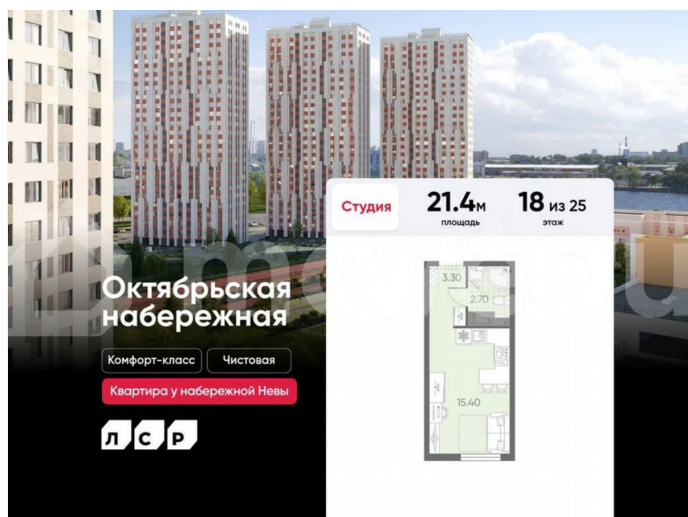 Студия
21.4м
площадь
18 из 25
этаж
3.30
2.70
15.40
Октябрьская
набережная
Комфорт-класс
Чистовая
Квартира у набережной Невы
ЛСР